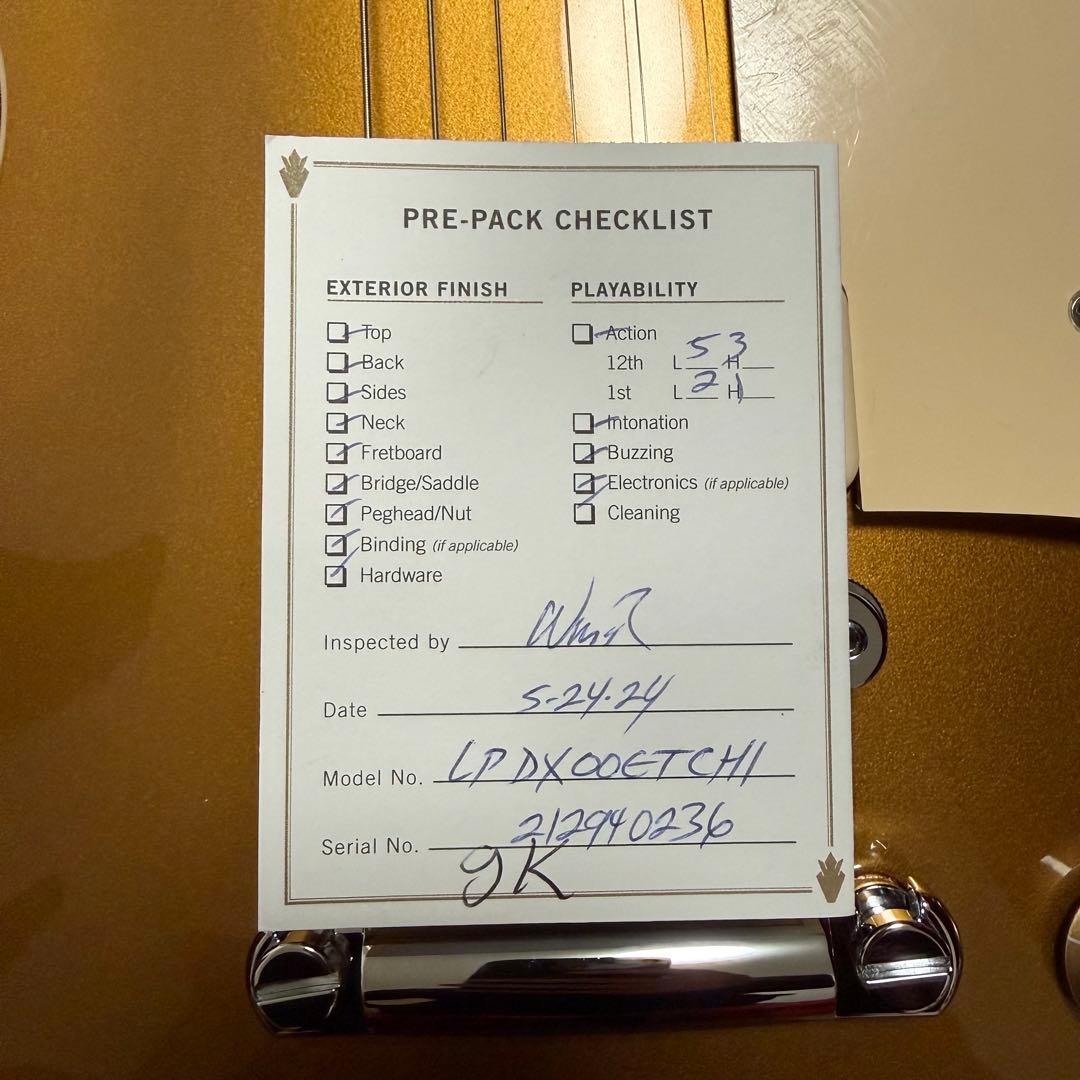 PRE-PACK CHECKLIST
EXTERIOR FINISH
Top
Back
Sides
Neck
Fretboard
Bridge/Saddle
Peghead/Nut
Binding (if applicable)
Hardware
PLAYABILITY
Action
12th L 5 H 3
1st L 2 H 1
Intonation
Buzzing
Electronics (if applicable)
Cleaning
Inspected by
Date 5-24-24
Model No. LPDX00ETCH1
Serial No. 212940236
9K